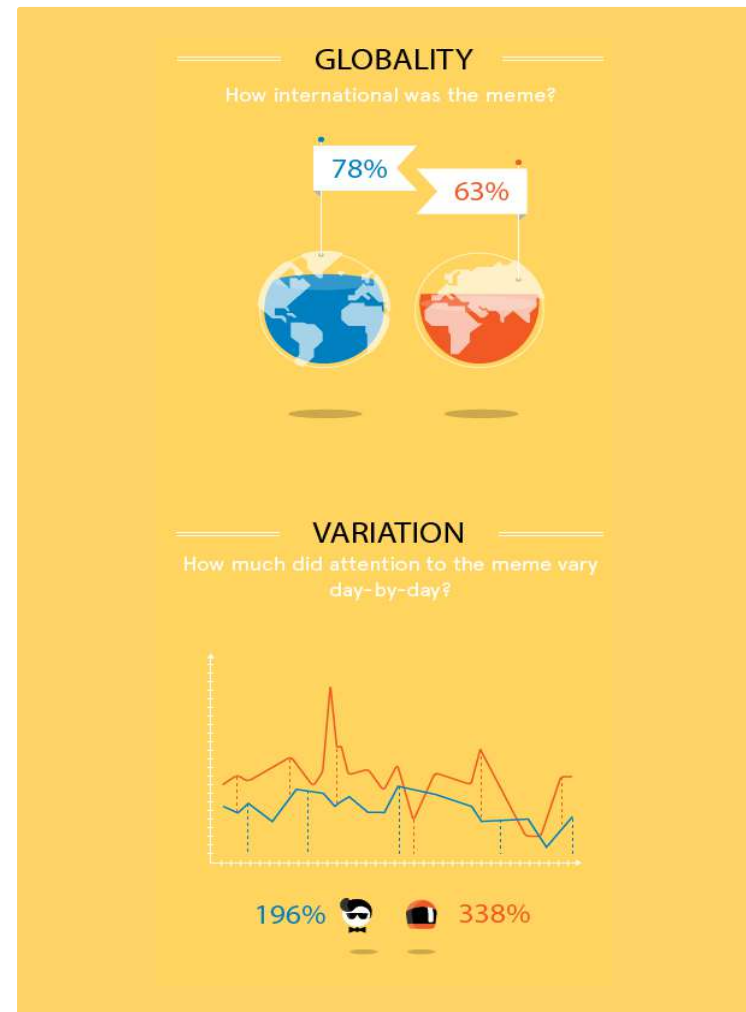 GLOBALITY
How international was the meme?
78%
63%
VARIATION
How much did attention to the meme vary
day-by-day?
196%
338%